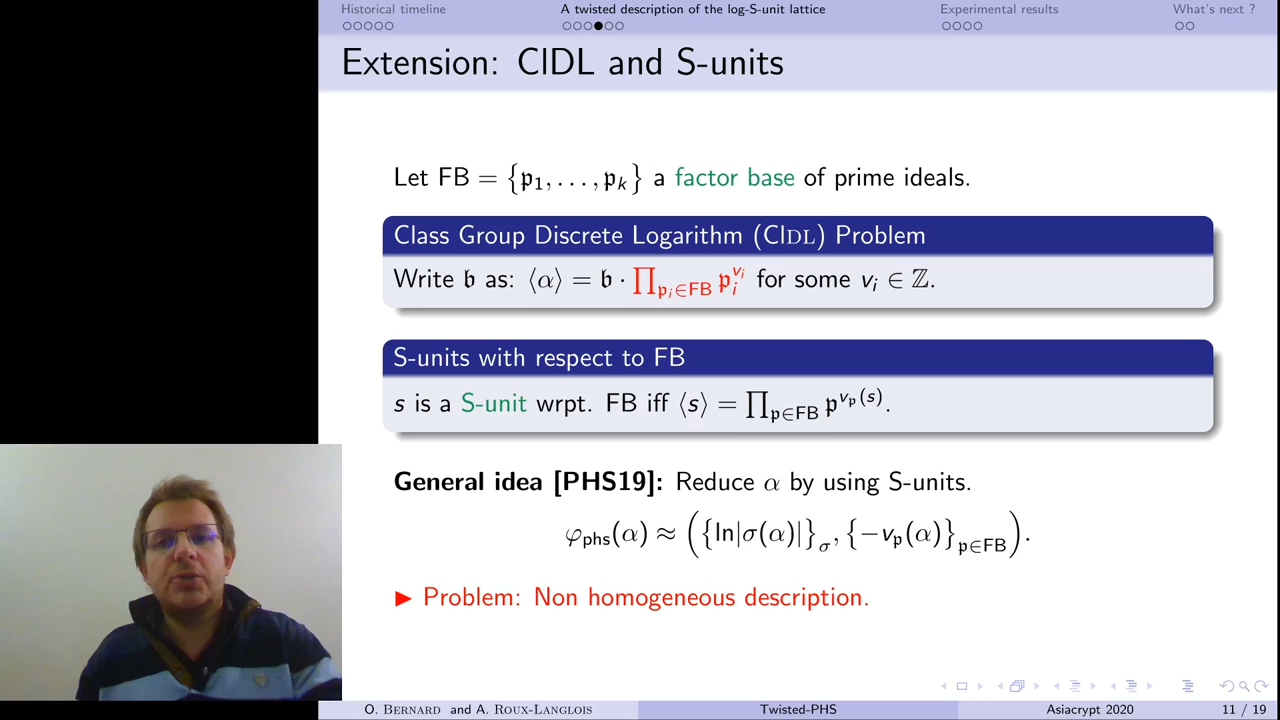 Historical timeline A twisted description of the log-S-unit lattice Experimental results What's next ?
Extension: ClDL and S-units
Let FB = {𝔭₁, . . . , 𝔭ₖ} a factor base of prime ideals.
Class Group Discrete Logarithm (ClDL) Problem
Write 𝔟 as: ⟨α⟩ = 𝔟 · ∏_{𝔭ᵢ∈FB} 𝔭ᵢ^{vᵢ} for some vᵢ ∈ ℤ.
S-units with respect to FB
s is a S-unit wrpt. FB iff ⟨s⟩ = ∏_{𝔭∈FB} 𝔭^{v_𝔭(s)}.
General idea [PHS19]: Reduce α by using S-units.
φ_phs(α) ≈ ({ln|σ(α)|}_σ, {−v_𝔭(α)}_{𝔭∈FB}).
▶ Problem: Non homogeneous description.
O. Bernard and A. Roux-Langlois Twisted-PHS Asiacrypt 2020 11 / 19